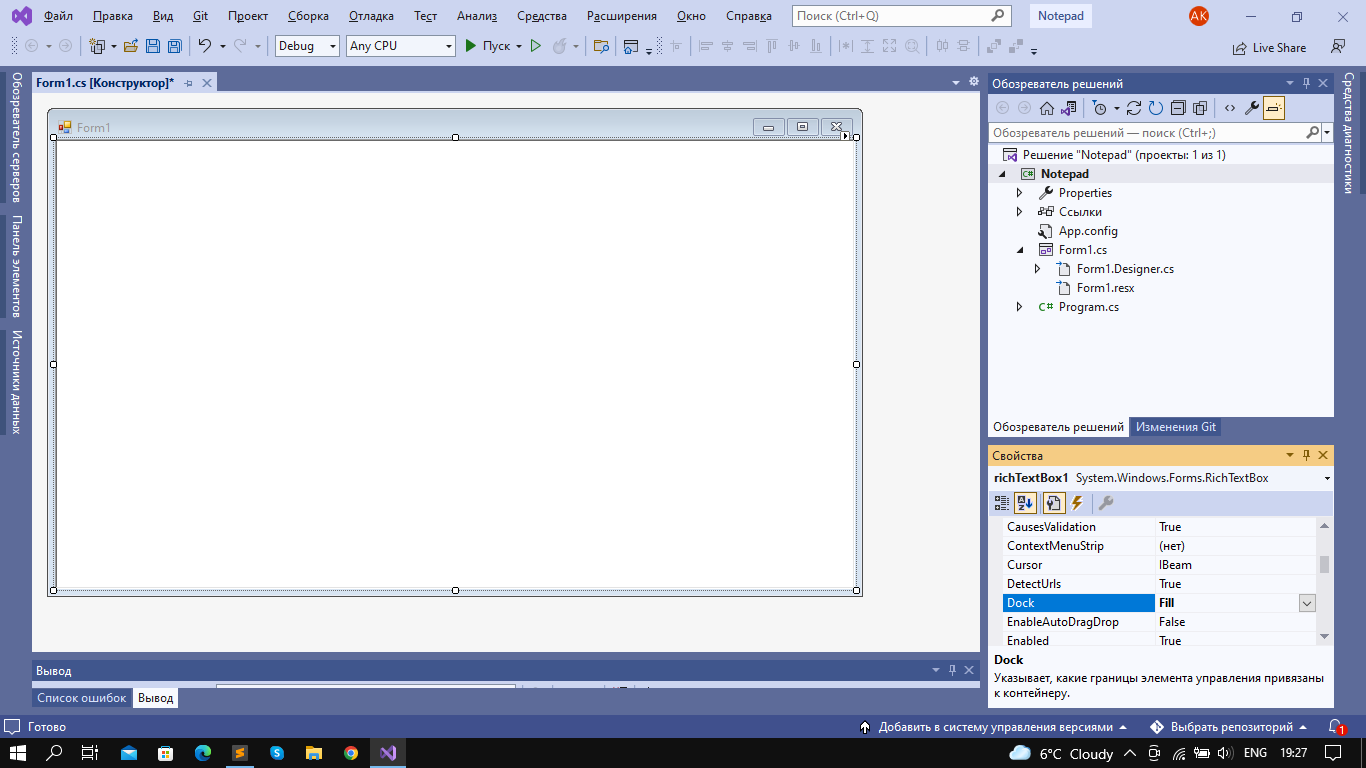 Файл Правка Вид Git Проект Сборка Отладка Тест Анализ Средства Расширения Окно Справка Поиск (Ctrl+Q) Notepad AK
Debug Any CPU Пуск Live Share
Form1.cs [Конструктор]*
Обозреватель серверов
Панель элементов
Источники данных
Form1
Обозреватель решений
Обозреватель решений — поиск (Ctrl+;)
Решение "Notepad" (проекты: 1 из 1)
C# Notepad
Properties
Ссылки
App.config
Form1.cs
Form1.Designer.cs
Form1.resx
C# Program.cs
Обозреватель решений Изменения Git
Средства диагностики
Свойства
richTextBox1 System.Windows.Forms.RichTextBox
CausesValidation True
ContextMenuStrip (нет)
Cursor IBeam
DetectUrls True
Dock Fill
EnableAutoDragDrop False
Enabled True
Dock
Указывает, какие границы элемента управления привязаны
к контейнеру.
Вывод
Список ошибок Вывод
Готово Добавить в систему управления версиями Выбрать репозиторий 1
6°C Cloudy ENG 19:27